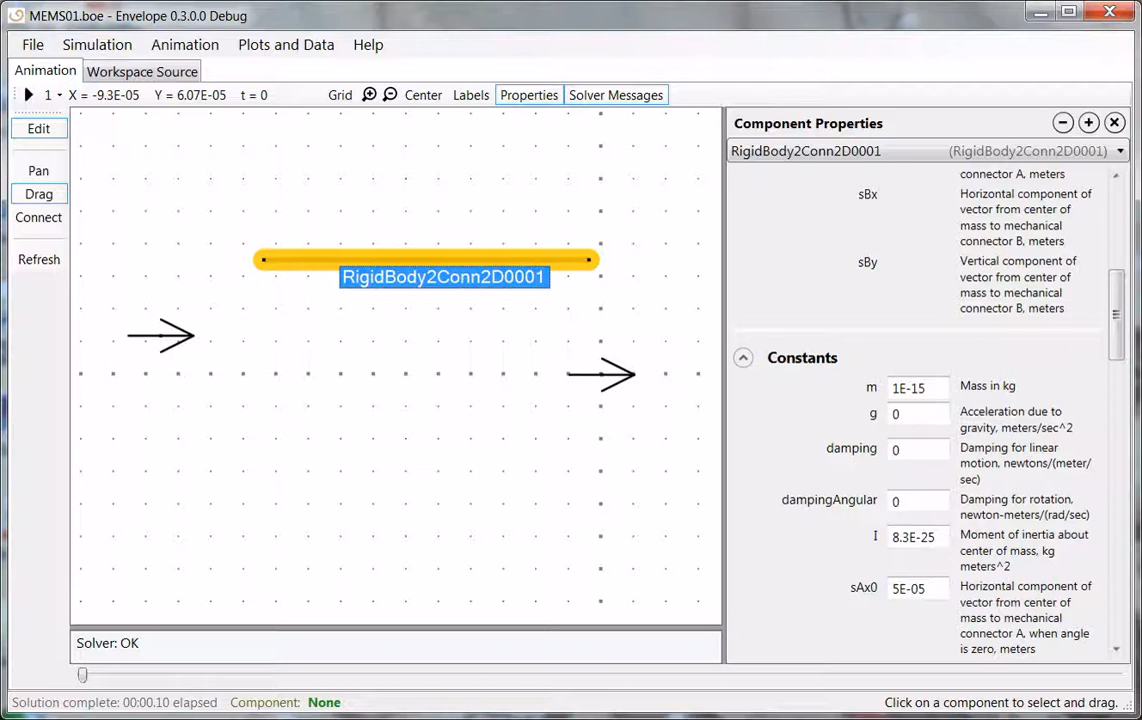 MEMS01.boe - Envelope 0.3.0.0 Debug
File Simulation Animation Plots and Data Help
Animation Workspace Source
1 X = -9.3E-05 Y = 6.07E-05 t = 0 Grid Center Labels Properties Solver Messages
Edit
Pan
Drag
Connect
Refresh
RigidBody2Conn2D0001
Component Properties
RigidBody2Conn2D0001 (RigidBody2Conn2D0001)
connector A, meters
sBx Horizontal component of
vector from center of
mass to mechanical
connector B, meters
sBy Vertical component of
vector from center of
mass to mechanical
connector B, meters
Constants
m 1E-15 Mass in kg
g 0 Acceleration due to
gravity, meters/sec^2
damping 0 Damping for linear
motion, newtons/(meter/
sec)
dampingAngular 0 Damping for rotation,
newton-meters/(rad/sec)
I 8.3E-25 Moment of inertia about
center of mass, kg
meters^2
sAx0 5E-05 Horizontal component of
vector from center of
mass to mechanical
connector A, when angle
is zero, meters
Solver: OK
Solution complete: 00:00.10 elapsed Component: None Click on a component to select and drag.